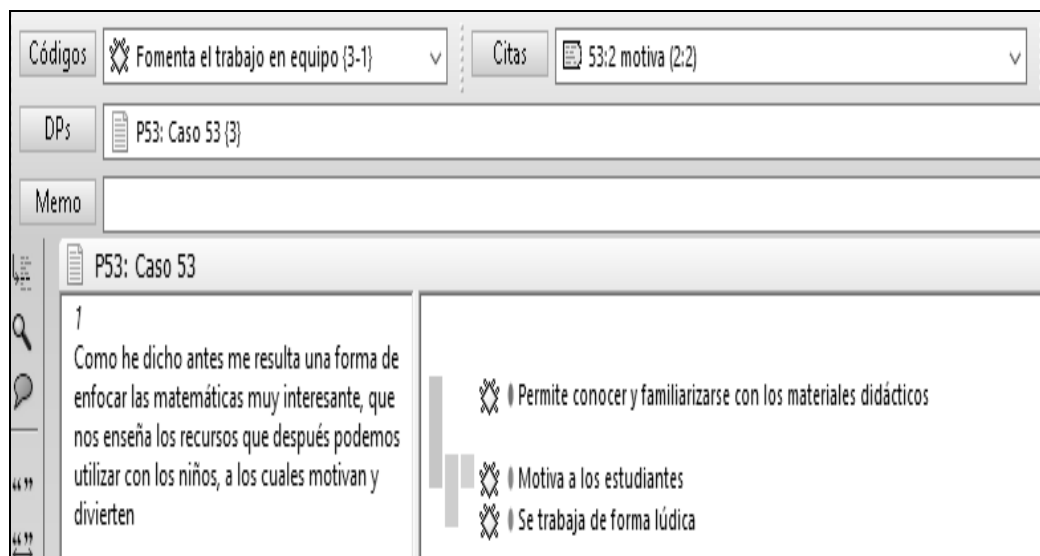 Códigos Fomenta el trabajo en equipo {3-1} Citas 53:2 motiva (2:2)
DPs P53: Caso 53 {3}
Memo
P53: Caso 53
1
Como he dicho antes me resulta una forma de
enfocar las matemáticas muy interesante, que
nos enseña los recursos que después podemos
utilizar con los niños, a los cuales motivan y
divierten
Permite conocer y familiarizarse con los materiales didácticos
Motiva a los estudiantes
Se trabaja de forma lúdica